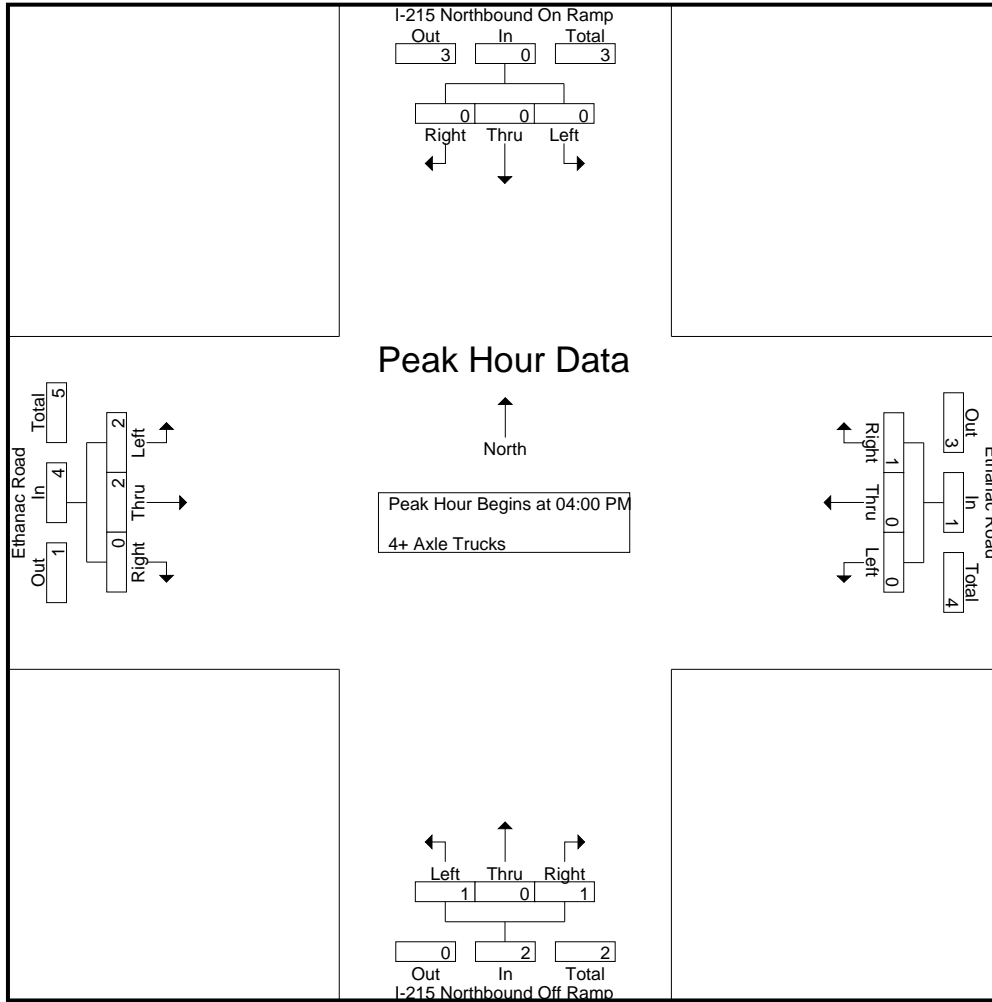 I-215 Northbound On Ramp
Out In Total
3 0 3
0 0 0
Right Thru Left
Peak Hour Data
North
Peak Hour Begins at 04:00 PM
4+ Axle Trucks
Ethanac Road
Out In Total
1 4 5
Left Thru Right
2 2 0
Ethanac Road
Out In Total
3 1 4
Right Thru Left
1 0 0
Left Thru Right
1 0 1
0 2 2
Out In Total
I-215 Northbound Off Ramp